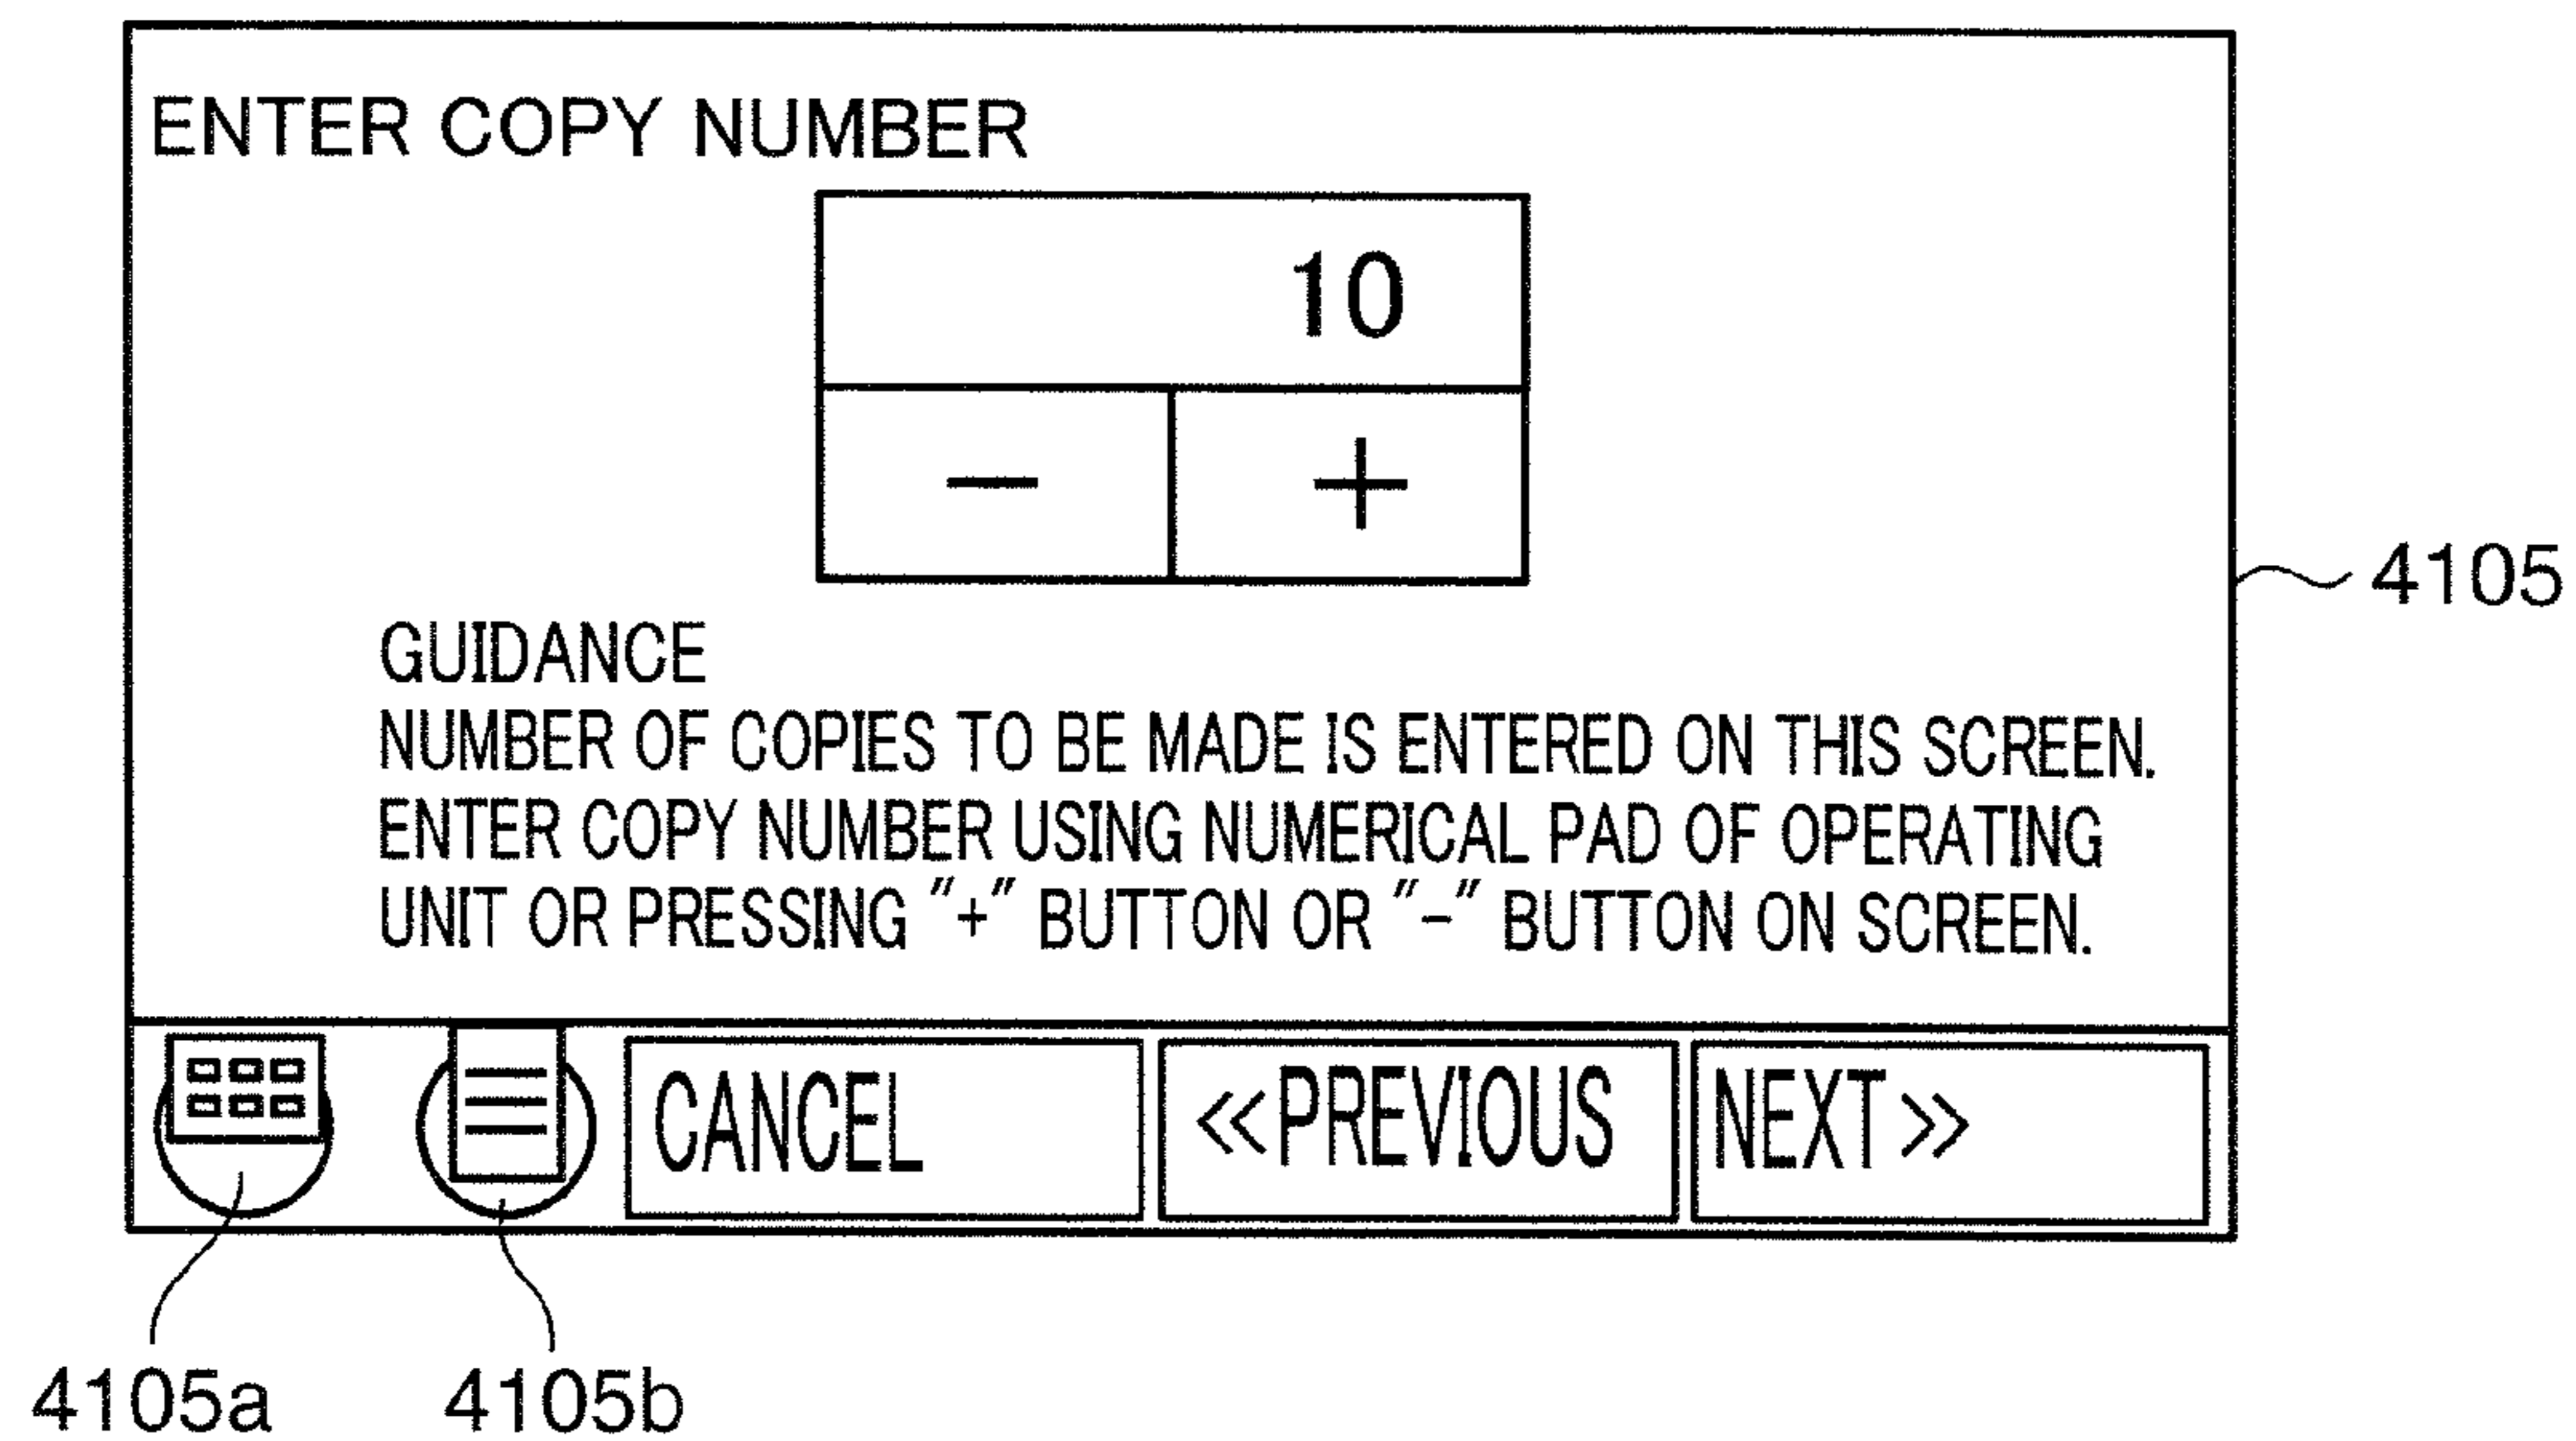 ENTER COPY NUMBER
10
− +
4105
GUIDANCE
NUMBER OF COPIES TO BE MADE IS ENTERED ON THIS SCREEN.
ENTER COPY NUMBER USING NUMERICAL PAD OF OPERATING
UNIT OR PRESSING "+" BUTTON OR "−" BUTTON ON SCREEN.
CANCEL <<PREVIOUS NEXT>>
4105a 4105b